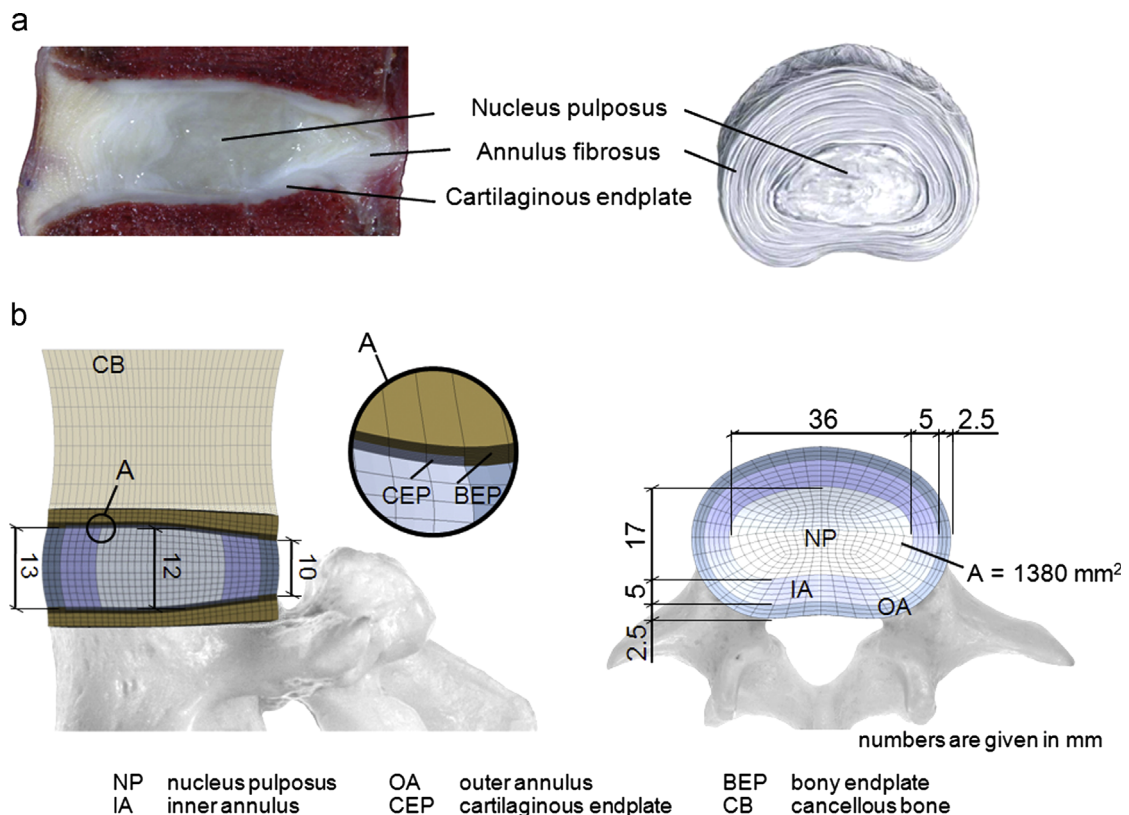 a
Nucleus pulposus
Annulus fibrosus
Cartilaginous endplate
b
CB
A
A
CEP
BEP
13
12
10
36
5
2.5
17
5
2.5
NP
IA
OA
A = 1380 mm²
numbers are given in mm
NP nucleus pulposus OA outer annulus BEP bony endplate
IA inner annulus CEP cartilaginous endplate CB cancellous bone